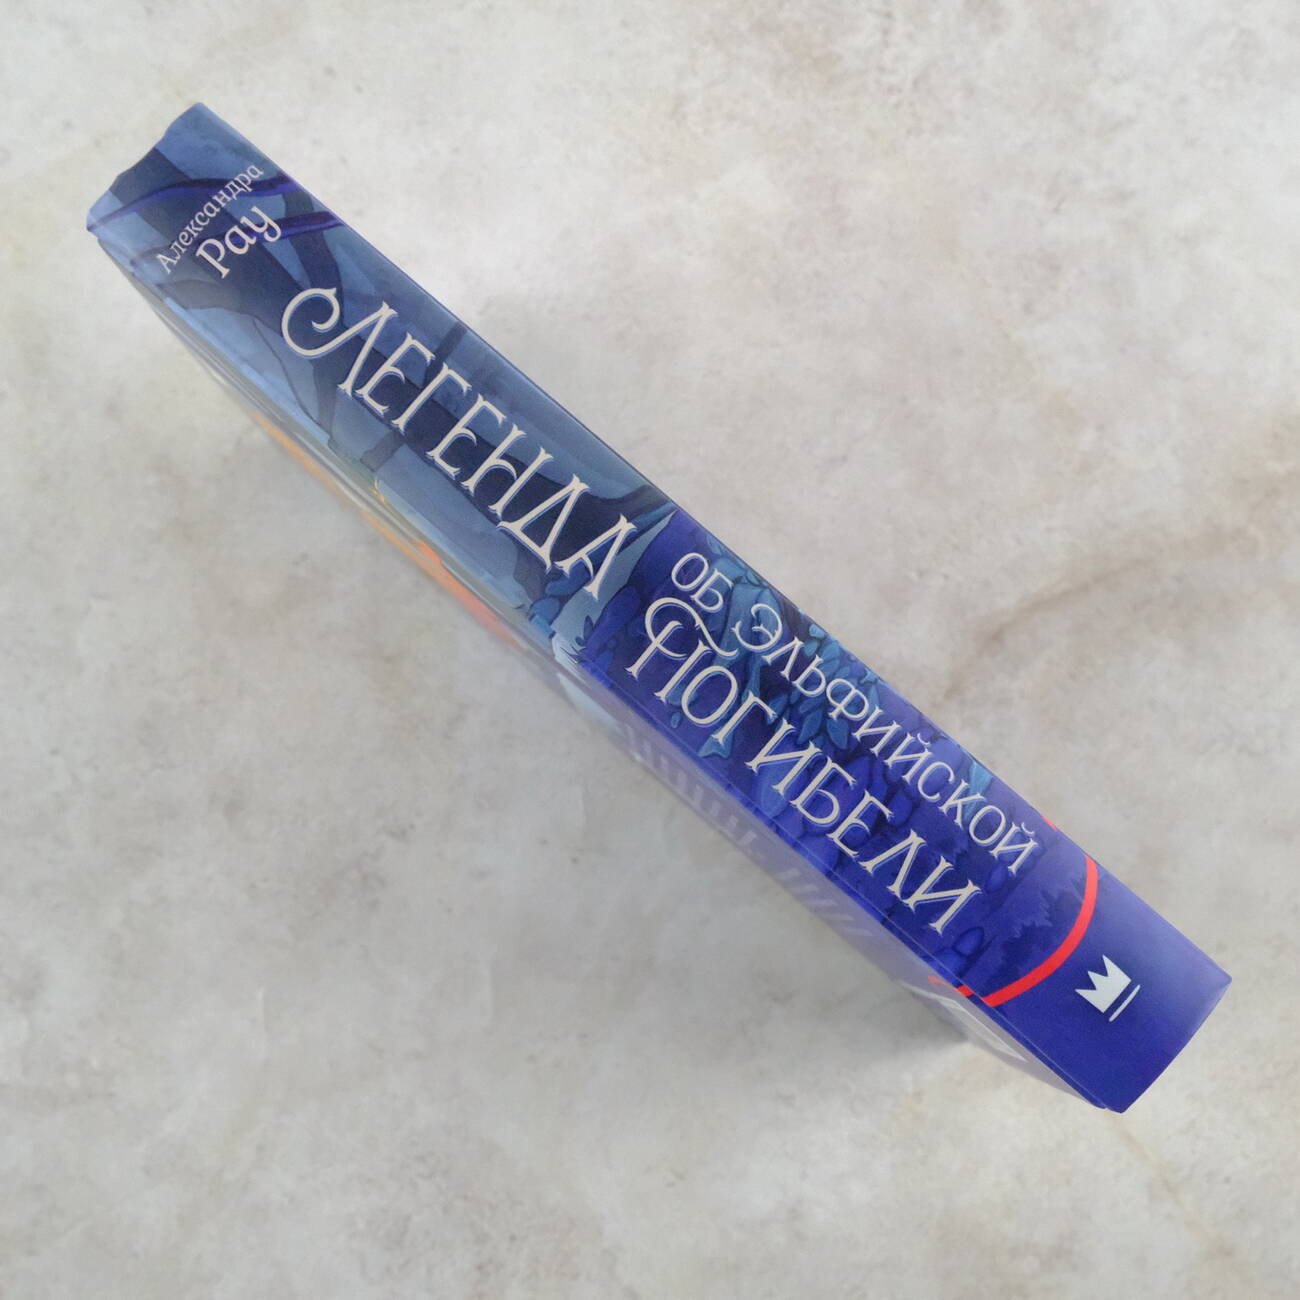 Александра
Рау
ЛЕГЕНДА
ОБ ЭЛЬФИЙСКОЙ
ПОГИБЕЛИ